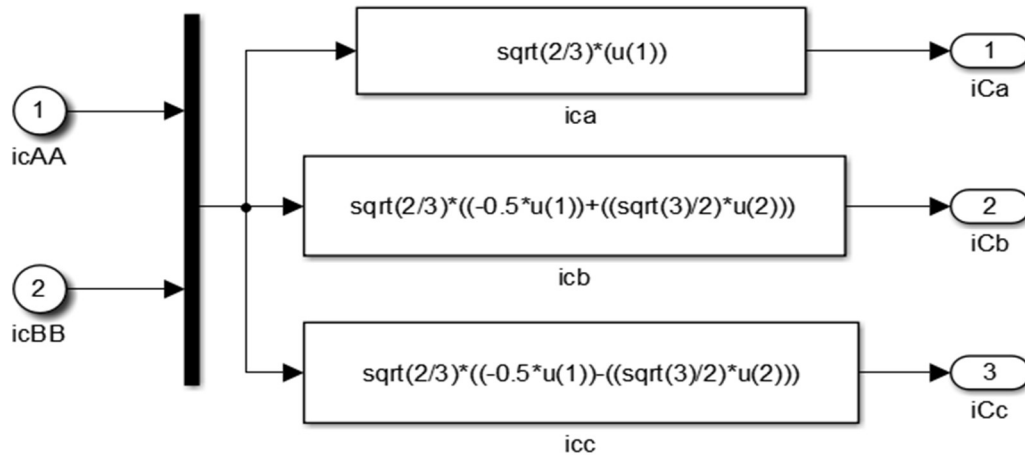 1
icAA
2
icBB
sqrt(2/3)*(u(1))
ica
1
iCa
sqrt(2/3)*((-0.5*u(1))+((sqrt(3)/2)*u(2)))
icb
2
iCb
sqrt(2/3)*((-0.5*u(1))-((sqrt(3)/2)*u(2)))
icc
3
iCc